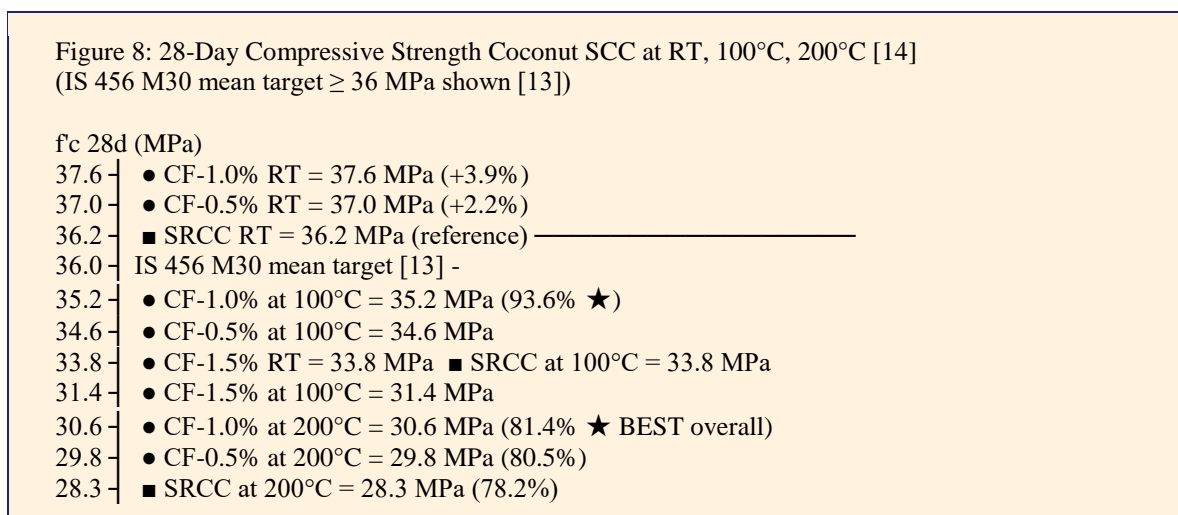 Figure 8: 28-Day Compressive Strength Coconut SCC at RT, 100°C, 200°C [14]
(IS 456 M30 mean target ≥ 36 MPa shown [13])
f'c 28d (MPa)
37.6 ┤ ● CF-1.0% RT = 37.6 MPa (+3.9%)
37.0 ┤ ● CF-0.5% RT = 37.0 MPa (+2.2%)
36.2 ┤ ■ SRCC RT = 36.2 MPa (reference) ────────────────
36.0 ┤ IS 456 M30 mean target [13] -
35.2 ┤ ● CF-1.0% at 100°C = 35.2 MPa (93.6% ★)
34.6 ┤ ● CF-0.5% at 100°C = 34.6 MPa
33.8 ┤ ● CF-1.5% RT = 33.8 MPa ■ SRCC at 100°C = 33.8 MPa
31.4 ┤ ● CF-1.5% at 100°C = 31.4 MPa
30.6 ┤ ● CF-1.0% at 200°C = 30.6 MPa (81.4% ★ BEST overall)
29.8 ┤ ● CF-0.5% at 200°C = 29.8 MPa (80.5%)
28.3 ┤ ■ SRCC at 200°C = 28.3 MPa (78.2%)